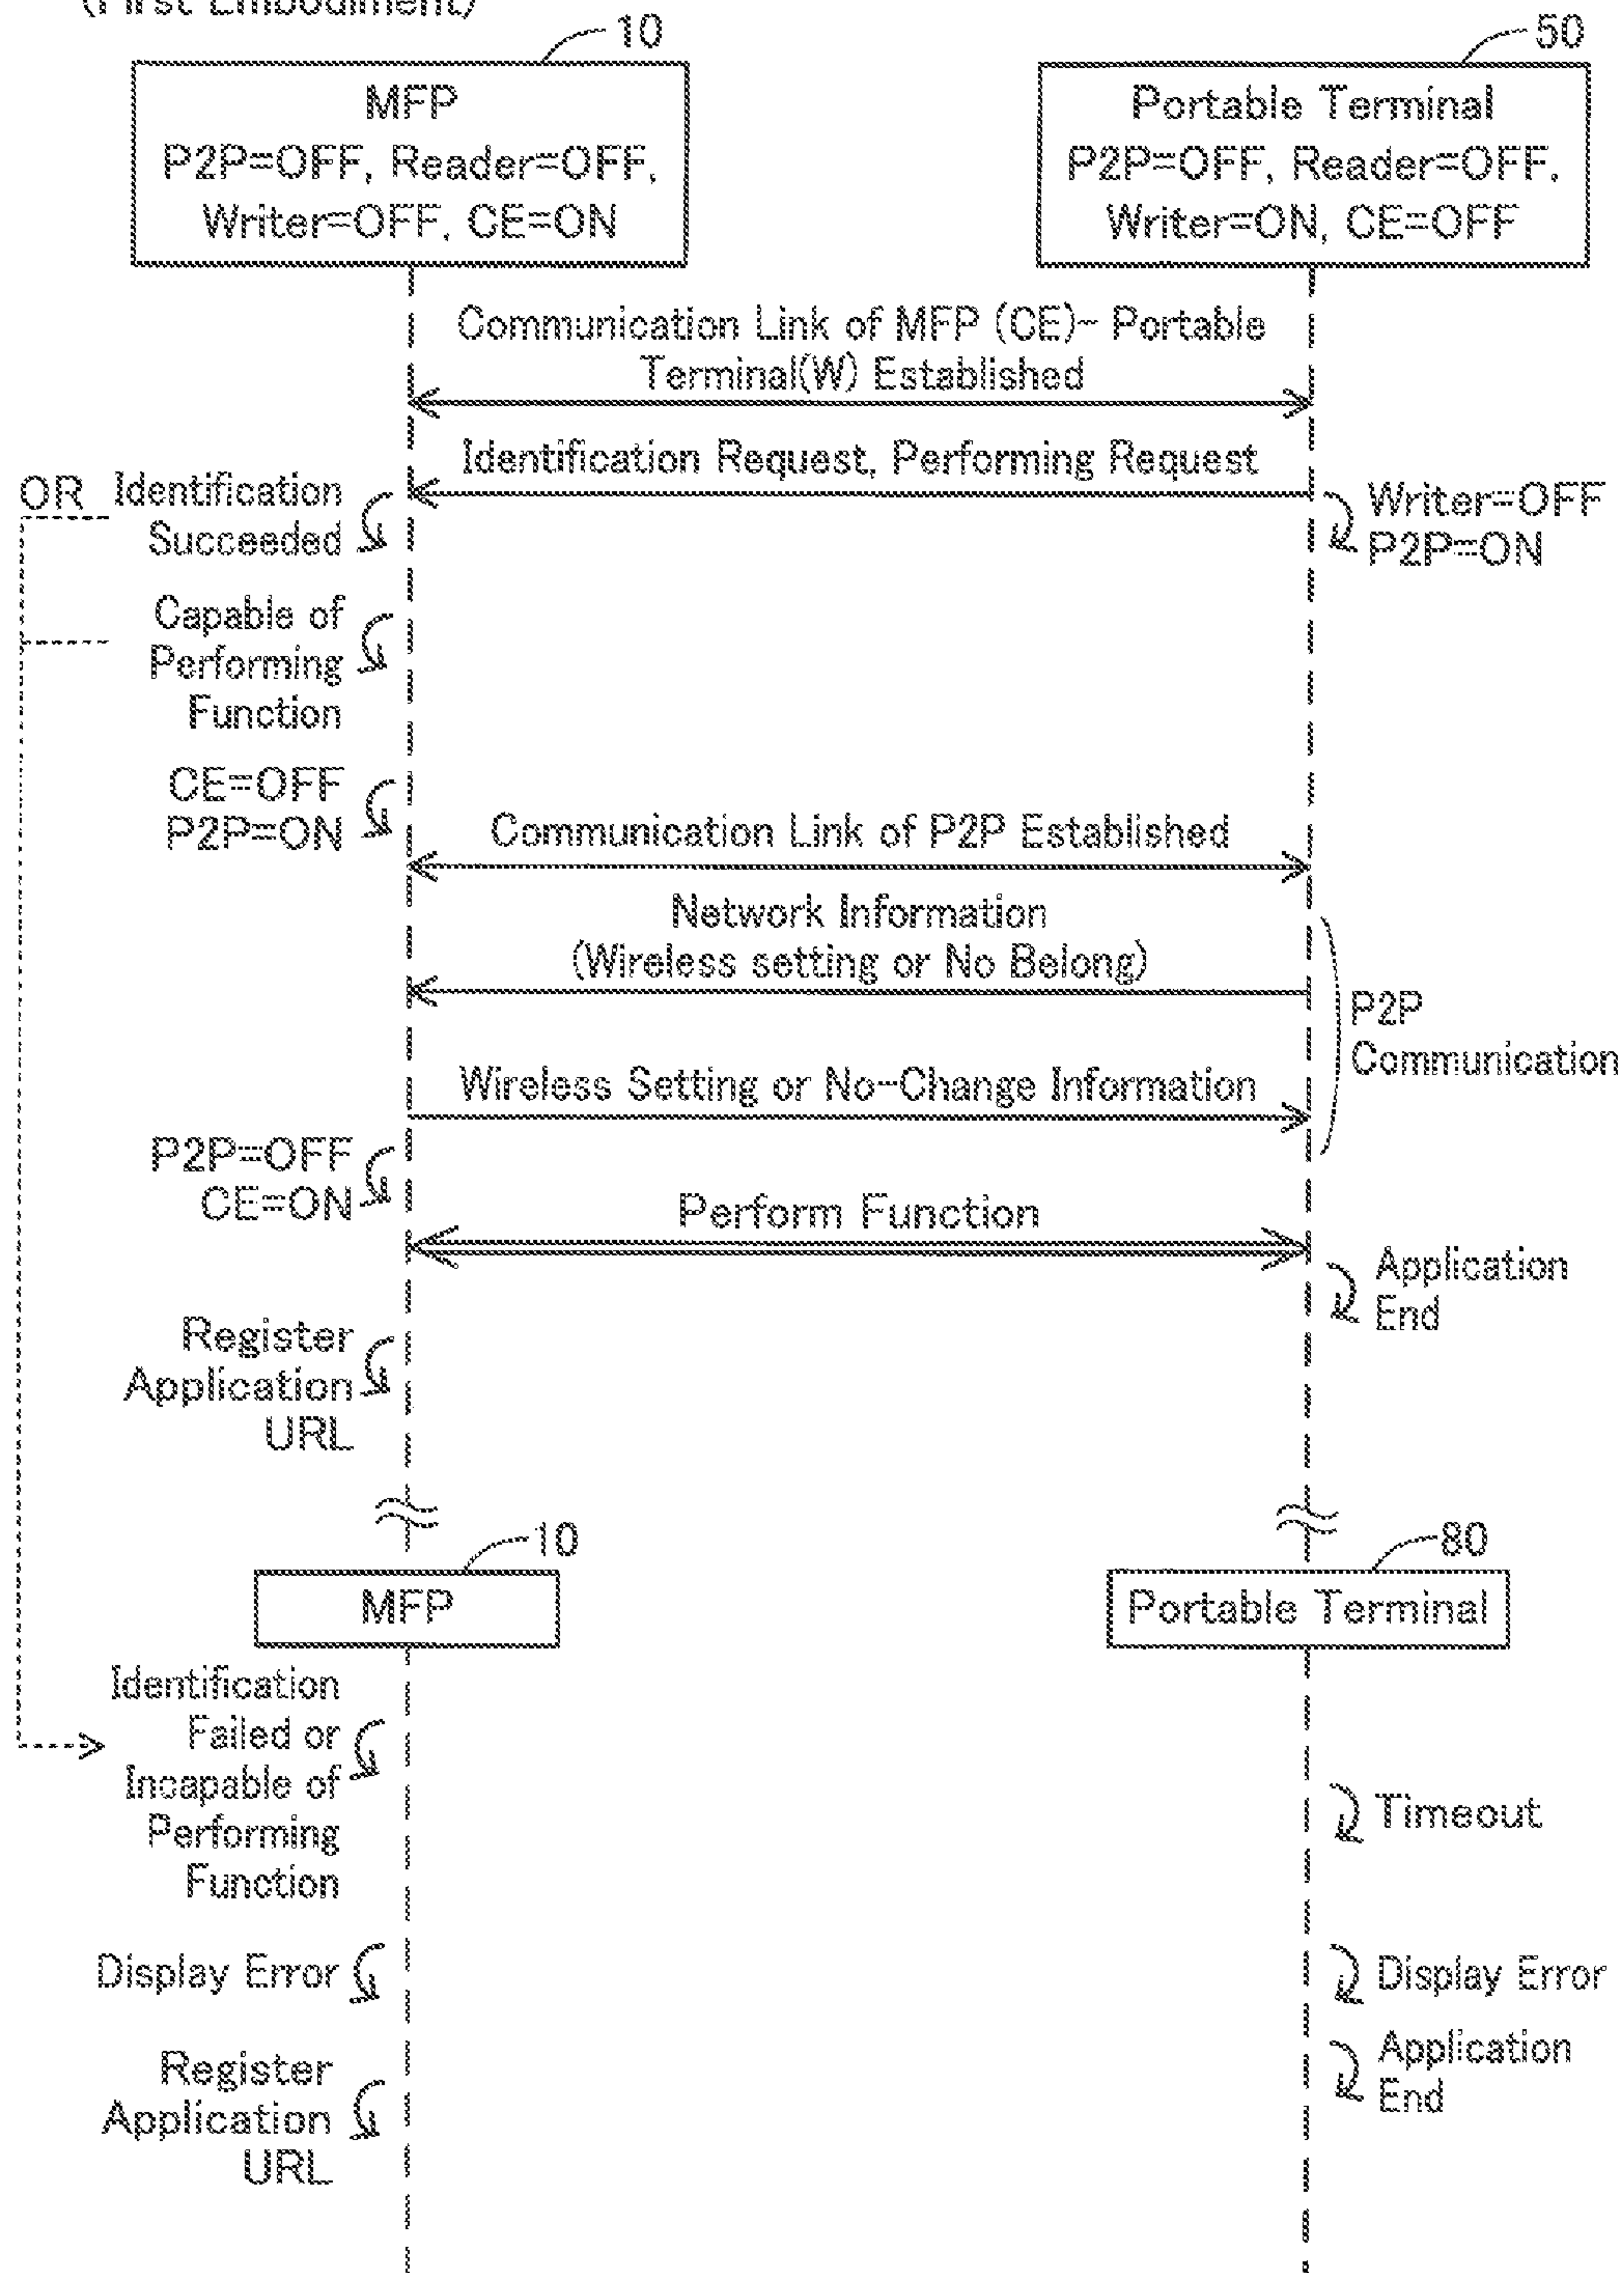 (First Embodiment)
10
50
MFP
P2P=OFF, Reader=OFF,
Writer=OFF, CE=ON
Portable Terminal
P2P=OFF, Reader=OFF,
Writer=ON, CE=OFF
Communication Link of MFP (CE)- Portable
Terminal(W) Established
Identification Request, Performing Request
OR
Identification
Succeeded
Writer=OFF
P2P=ON
Capable of
Performing
Function
CE=OFF
P2P=ON
Communication Link of P2P Established
Network Information
(Wireless setting or No Belong)
P2P
Communication
Wireless Setting or No-Change Information
P2P=OFF
CE=ON
Perform Function
Application
End
Register
Application
URL
10
80
MFP
Portable Terminal
Identification
Failed or
Incapable of
Performing
Function
Timeout
Display Error
Display Error
Application
End
Register
Application
URL